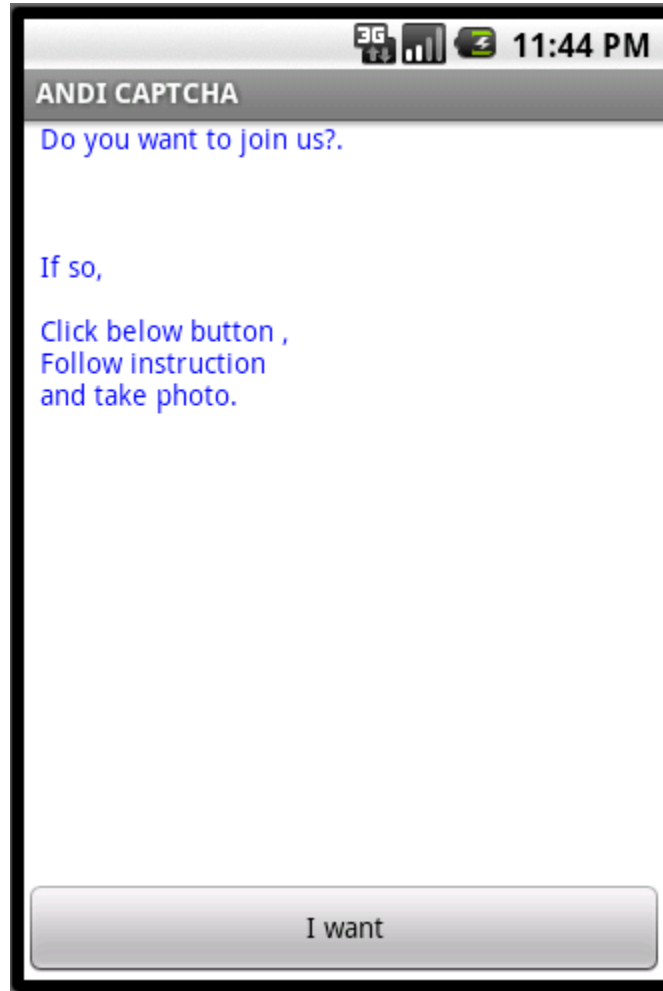 3G 11:44 PM
ANDI CAPTCHA
Do you want to join us?.
If so,
Click below button ,
Follow instruction
and take photo.
I want